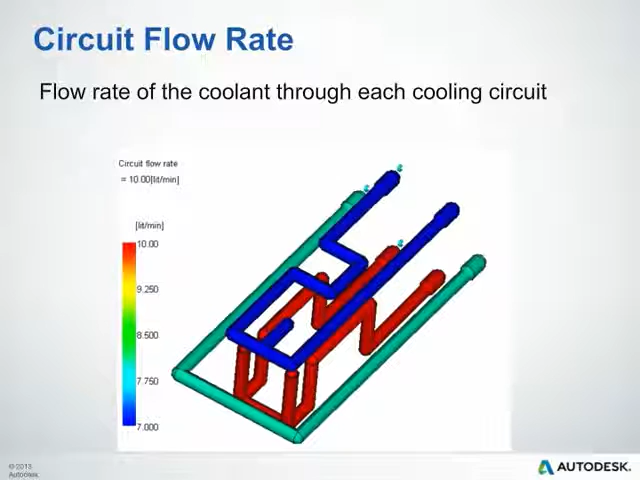 Circuit Flow Rate
Flow rate of the coolant through each cooling circuit
Circuit flow rate
= 10.00[lit/min]
[lit/min]
10.00
9.250
8.500
7.750
7.000
© 2013
Autodesk.
AUTODESK.